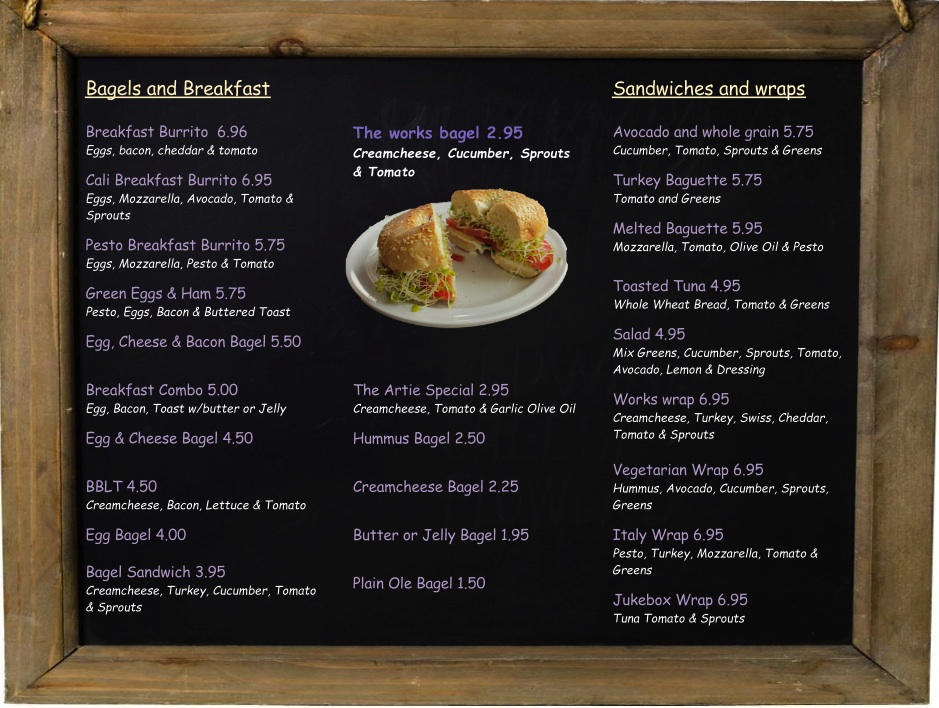 Bagels and Breakfast
Breakfast Burrito 6.96
Eggs, bacon, cheddar & tomato
Cali Breakfast Burrito 6.95
Eggs, Mozzarella, Avocado, Tomato &
Sprouts
Pesto Breakfast Burrito 5.75
Eggs, Mozzarella, Pesto & Tomato
Green Eggs & Ham 5.75
Pesto, Eggs, Bacon & Buttered Toast
Egg, Cheese & Bacon Bagel 5.50
Breakfast Combo 5.00
Egg, Bacon, Toast w/butter or Jelly
Egg & Cheese Bagel 4.50
BBLT 4.50
Creamcheese, Bacon, Lettuce & Tomato
Egg Bagel 4.00
Bagel Sandwich 3.95
Creamcheese, Turkey, Cucumber, Tomato
& Sprouts
The works bagel 2.95
Creamcheese, Cucumber, Sprouts
& Tomato
The Artie Special 2.95
Creamcheese, Tomato & Garlic Olive Oil
Hummus Bagel 2.50
Creamcheese Bagel 2.25
Butter or Jelly Bagel 1.95
Plain Ole Bagel 1.50
Sandwiches and wraps
Avocado and whole grain 5.75
Cucumber, Tomato, Sprouts & Greens
Turkey Baguette 5.75
Tomato and Greens
Melted Baguette 5.95
Mozzarella, Tomato, Olive Oil & Pesto
Toasted Tuna 4.95
Whole Wheat Bread, Tomato & Greens
Salad 4.95
Mix Greens, Cucumber, Sprouts, Tomato,
Avocado, Lemon & Dressing
Works wrap 6.95
Creamcheese, Turkey, Swiss, Cheddar,
Tomato & Sprouts
Vegetarian Wrap 6.95
Hummus, Avocado, Cucumber, Sprouts,
Greens
Italy Wrap 6.95
Pesto, Turkey, Mozzarella, Tomato &
Greens
Jukebox Wrap 6.95
Tuna Tomato & Sprouts